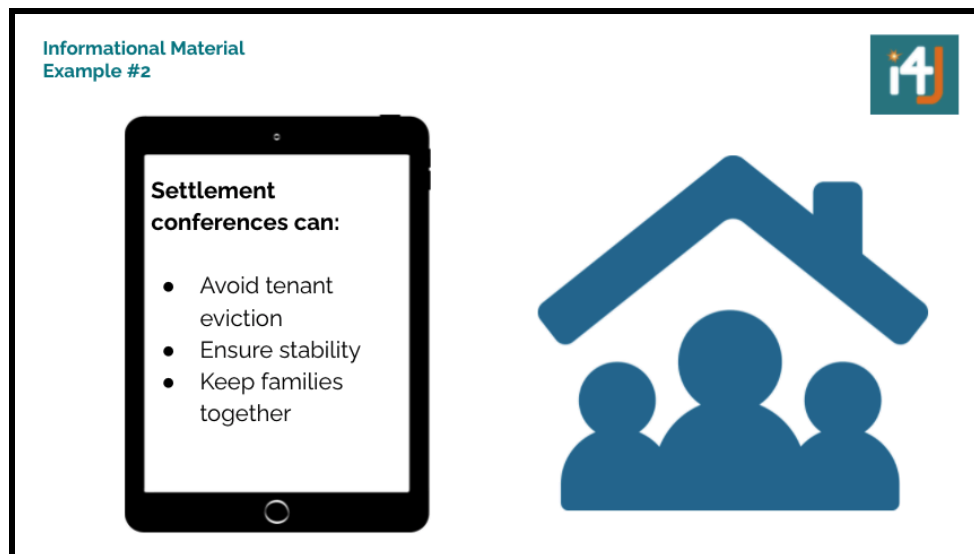 Informational Material
Example #2
i4J
Settlement
conferences can:
● Avoid tenant
eviction
● Ensure stability
● Keep families
together